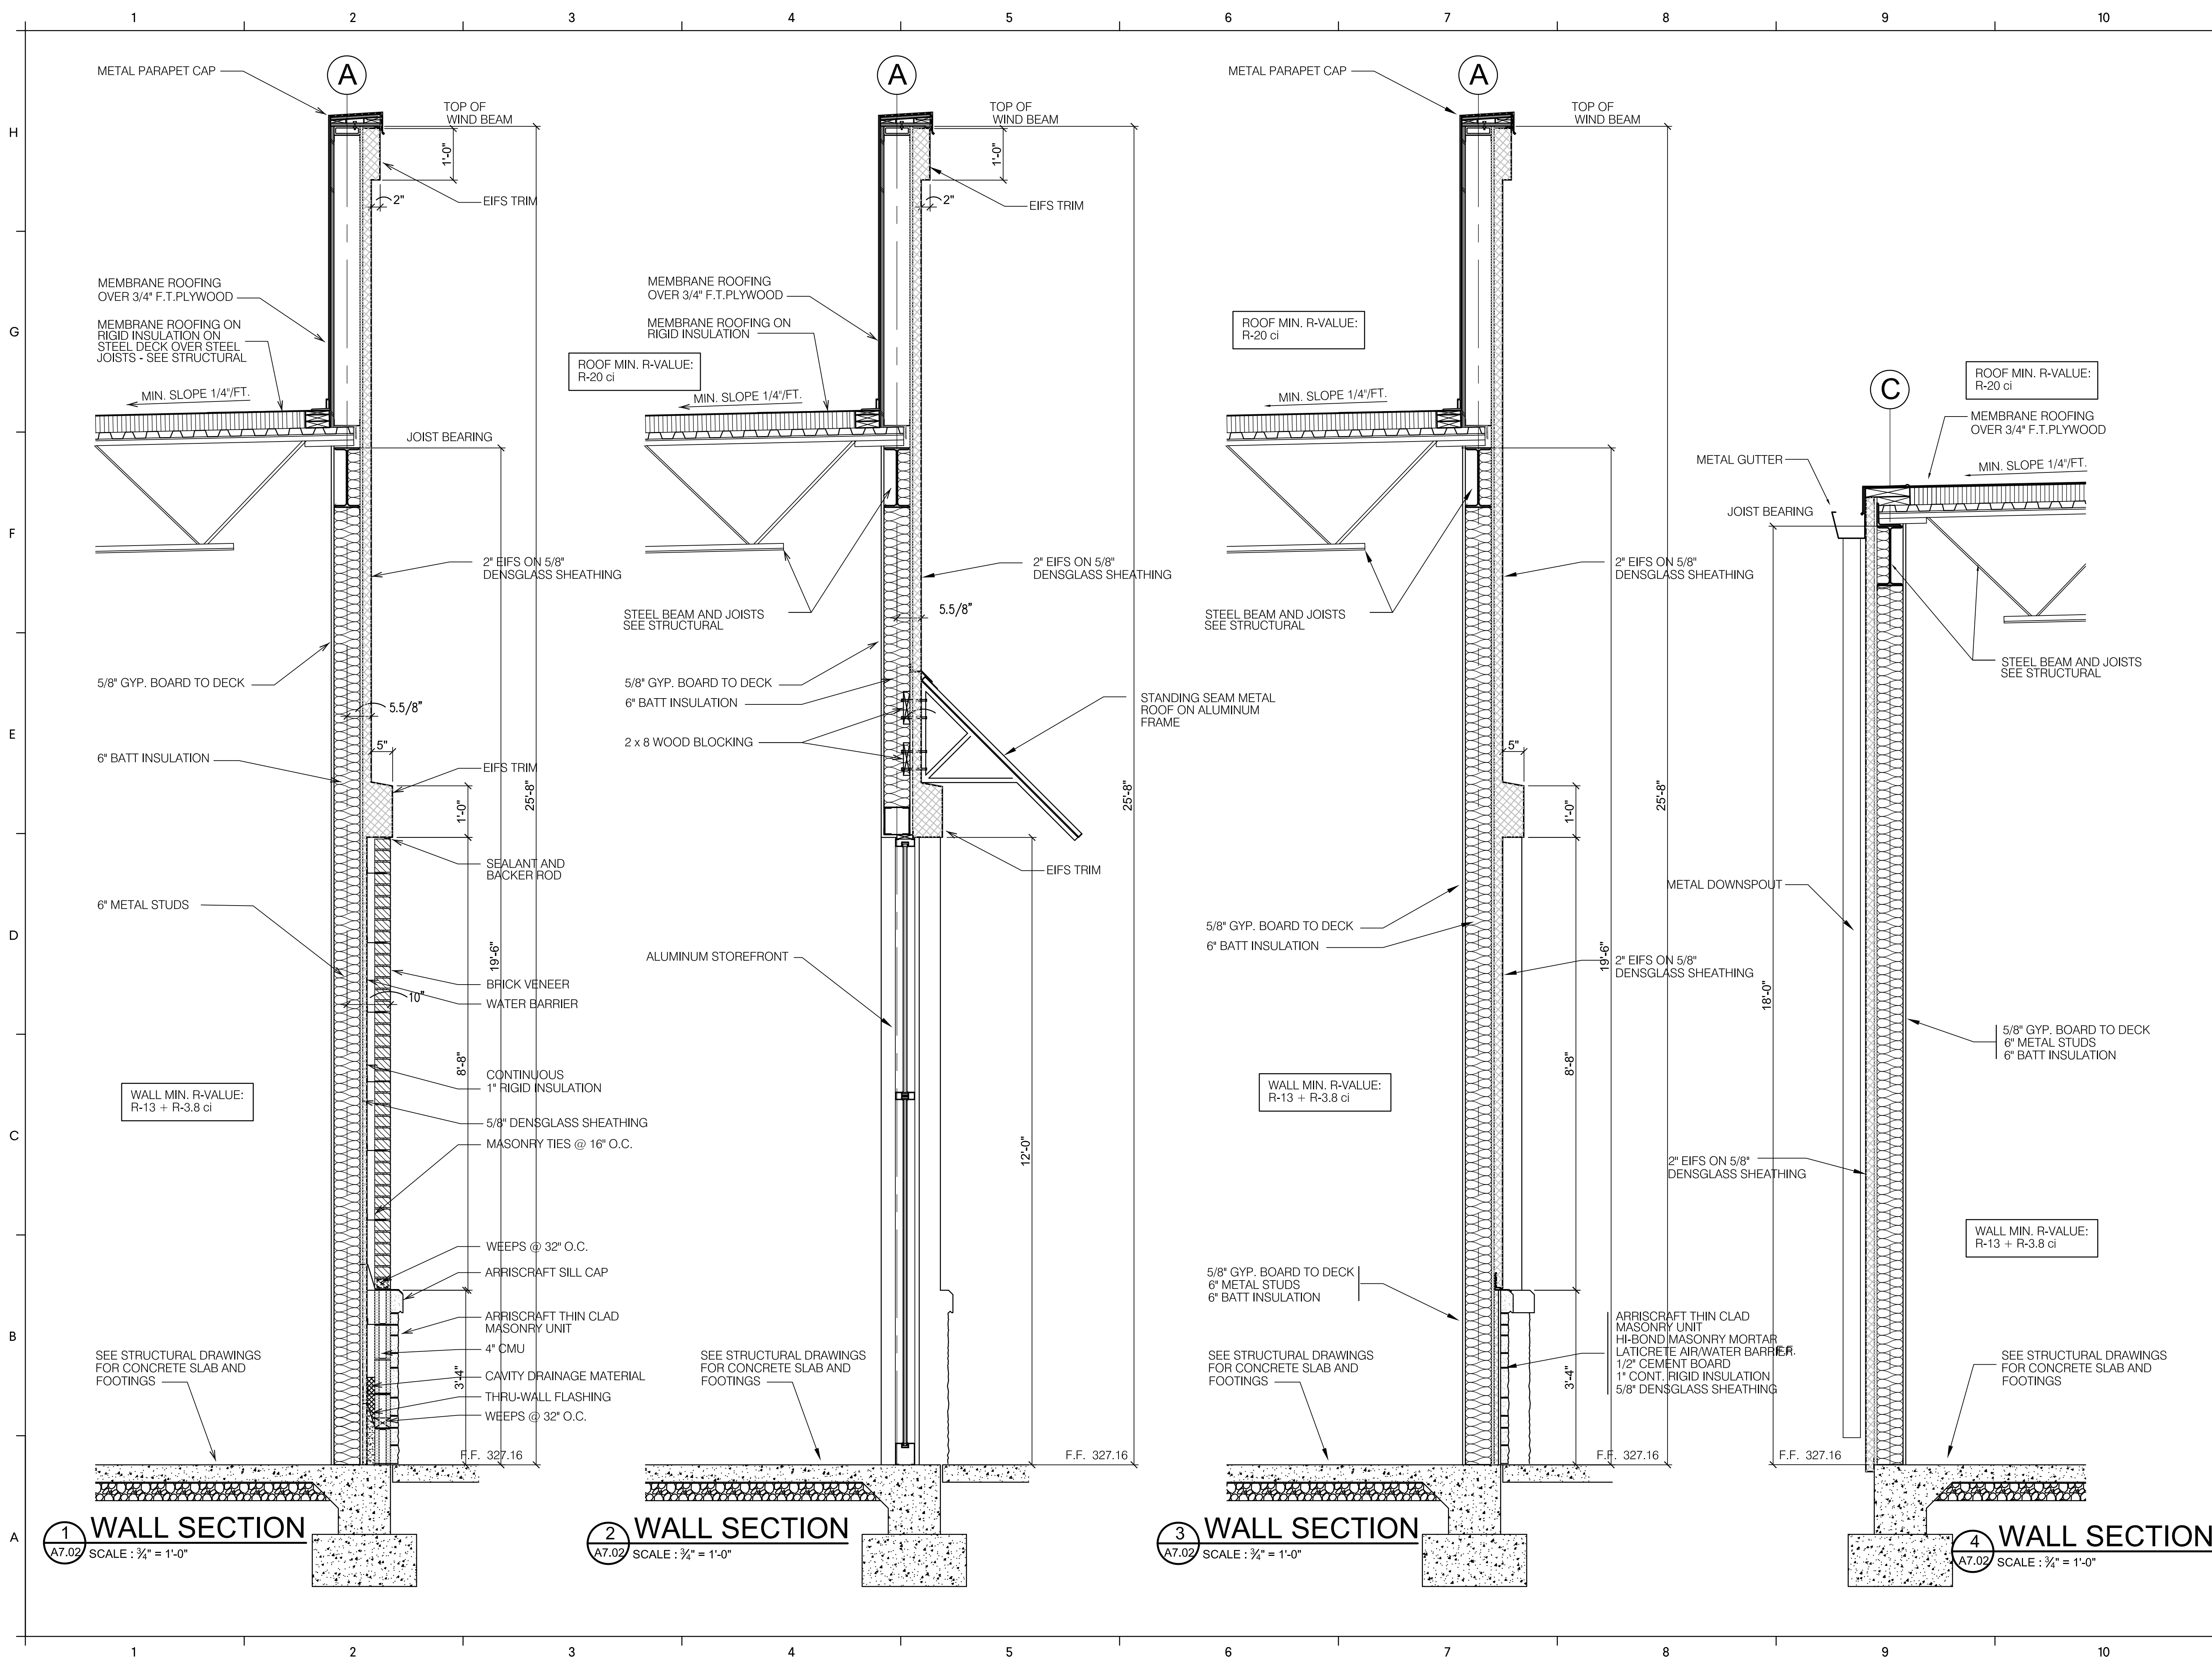 1 2 3 4 5 6 7 8 9 10
H
G
F
E
D
C
B
A
METAL PARAPET CAP
A
TOP OF
WIND BEAM
1'-0"
2"
EIFS TRIM
MEMBRANE ROOFING
OVER 3/4" F.T.PLYWOOD
MEMBRANE ROOFING ON
RIGID INSULATION ON
STEEL DECK OVER STEEL
JOISTS - SEE STRUCTURAL
MIN. SLOPE 1/4"/FT.
JOIST BEARING
2" EIFS ON 5/8"
DENSGLASS SHEATHING
5/8" GYP. BOARD TO DECK
5.5/8"
5"
6" BATT INSULATION
EIFS TRIM
1'-0"
25'-8"
SEALANT AND
BACKER ROD
6" METAL STUDS
19'-6"
BRICK VENEER
10"
WATER BARRIER
8'-8"
CONTINUOUS
1" RIGID INSULATION
WALL MIN. R-VALUE:
R-13 + R-3.8 ci
5/8" DENSGLASS SHEATHING
MASONRY TIES @ 16" O.C.
WEEPS @ 32" O.C.
ARRISCRAFT SILL CAP
ARRISCRAFT THIN CLAD
MASONRY UNIT
4" CMU
SEE STRUCTURAL DRAWINGS
FOR CONCRETE SLAB AND
FOOTINGS
3'-4"
CAVITY DRAINAGE MATERIAL
THRU-WALL FLASHING
WEEPS @ 32" O.C.
F.F. 327.16
1
A7.02
WALL SECTION
SCALE : ¾" = 1'-0"
A
TOP OF
WIND BEAM
1'-0"
2"
EIFS TRIM
MEMBRANE ROOFING
OVER 3/4" F.T.PLYWOOD
MEMBRANE ROOFING ON
RIGID INSULATION
ROOF MIN. R-VALUE:
R-20 ci
MIN. SLOPE 1/4"/FT.
2" EIFS ON 5/8"
DENSGLASS SHEATHING
STEEL BEAM AND JOISTS
SEE STRUCTURAL
5.5/8"
5/8" GYP. BOARD TO DECK
6" BATT INSULATION
STANDING SEAM METAL
ROOF ON ALUMINUM
FRAME
2 x 8 WOOD BLOCKING
25'-8"
EIFS TRIM
ALUMINUM STOREFRONT
12'-0"
SEE STRUCTURAL DRAWINGS
FOR CONCRETE SLAB AND
FOOTINGS
F.F. 327.16
2
A7.02
WALL SECTION
SCALE : ¾" = 1'-0"
METAL PARAPET CAP
A
TOP OF
WIND BEAM
ROOF MIN. R-VALUE:
R-20 ci
MIN. SLOPE 1/4"/FT.
2" EIFS ON 5/8"
DENSGLASS SHEATHING
STEEL BEAM AND JOISTS
SEE STRUCTURAL
5"
1'-0"
25'-8"
5/8" GYP. BOARD TO DECK
6" BATT INSULATION
19'-6"
2" EIFS ON 5/8"
DENSGLASS SHEATHING
8'-8"
WALL MIN. R-VALUE:
R-13 + R-3.8 ci
5/8" GYP. BOARD TO DECK
6" METAL STUDS
6" BATT INSULATION
ARRISCRAFT THIN CLAD
MASONRY UNIT
HI-BOND MASONRY MORTAR
LATICRETE AIR/WATER BARRIER
F.F.
1/2" CEMENT BOARD
1" CONT. RIGID INSULATION
5/8" DENSGLASS SHEATHING
3'-4"
SEE STRUCTURAL DRAWINGS
FOR CONCRETE SLAB AND
FOOTINGS
F.F. 327.16
3
A7.02
WALL SECTION
SCALE : ¾" = 1'-0"
C
ROOF MIN. R-VALUE:
R-20 ci
MEMBRANE ROOFING
OVER 3/4" F.T.PLYWOOD
METAL GUTTER
MIN. SLOPE 1/4"/FT.
JOIST BEARING
STEEL BEAM AND JOISTS
SEE STRUCTURAL
METAL DOWNSPOUT
18'-0"
5/8" GYP. BOARD TO DECK
6" METAL STUDS
6" BATT INSULATION
2" EIFS ON 5/8"
DENSGLASS SHEATHING
WALL MIN. R-VALUE:
R-13 + R-3.8 ci
SEE STRUCTURAL DRAWINGS
FOR CONCRETE SLAB AND
FOOTINGS
F.F. 327.16
4
A7.02
WALL SECTION
SCALE : ¾" = 1'-0"
1 2 3 4 5 6 7 8 9 10